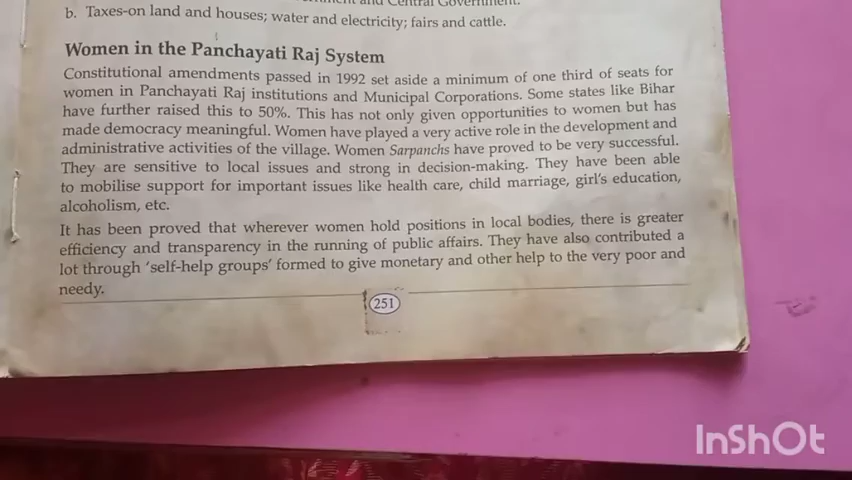 and Central Government.
b. Taxes-on land and houses; water and electricity; fairs and cattle.
Women in the Panchayati Raj System
Constitutional amendments passed in 1992 set aside a minimum of one third of seats for
women in Panchayati Raj institutions and Municipal Corporations. Some states like Bihar
have further raised this to 50%. This has not only given opportunities to women but has
made democracy meaningful. Women have played a very active role in the development and
administrative activities of the village. Women Sarpanchs have proved to be very successful.
They are sensitive to local issues and strong in decision-making. They have been able
to mobilise support for important issues like health care, child marriage, girl's education,
alcoholism, etc.
It has been proved that wherever women hold positions in local bodies, there is greater
efficiency and transparency in the running of public affairs. They have also contributed a
lot through 'self-help groups' formed to give monetary and other help to the very poor and
needy.
251
InShOt